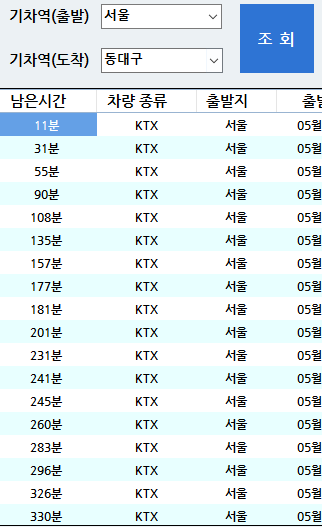 기차역(출발) 서울
조 회
기차역(도착) 동대구
남은시간 차량 종류 출발지 출발
11분 KTX 서울 05월
31분 KTX 서울 05월
55분 KTX 서울 05월
90분 KTX 서울 05월
108분 KTX 서울 05월
135분 KTX 서울 05월
157분 KTX 서울 05월
177분 KTX 서울 05월
181분 KTX 서울 05월
201분 KTX 서울 05월
231분 KTX 서울 05월
241분 KTX 서울 05월
245분 KTX 서울 05월
260분 KTX 서울 05월
283분 KTX 서울 05월
296분 KTX 서울 05월
326분 KTX 서울 05월
330분 KTX 서울 05월